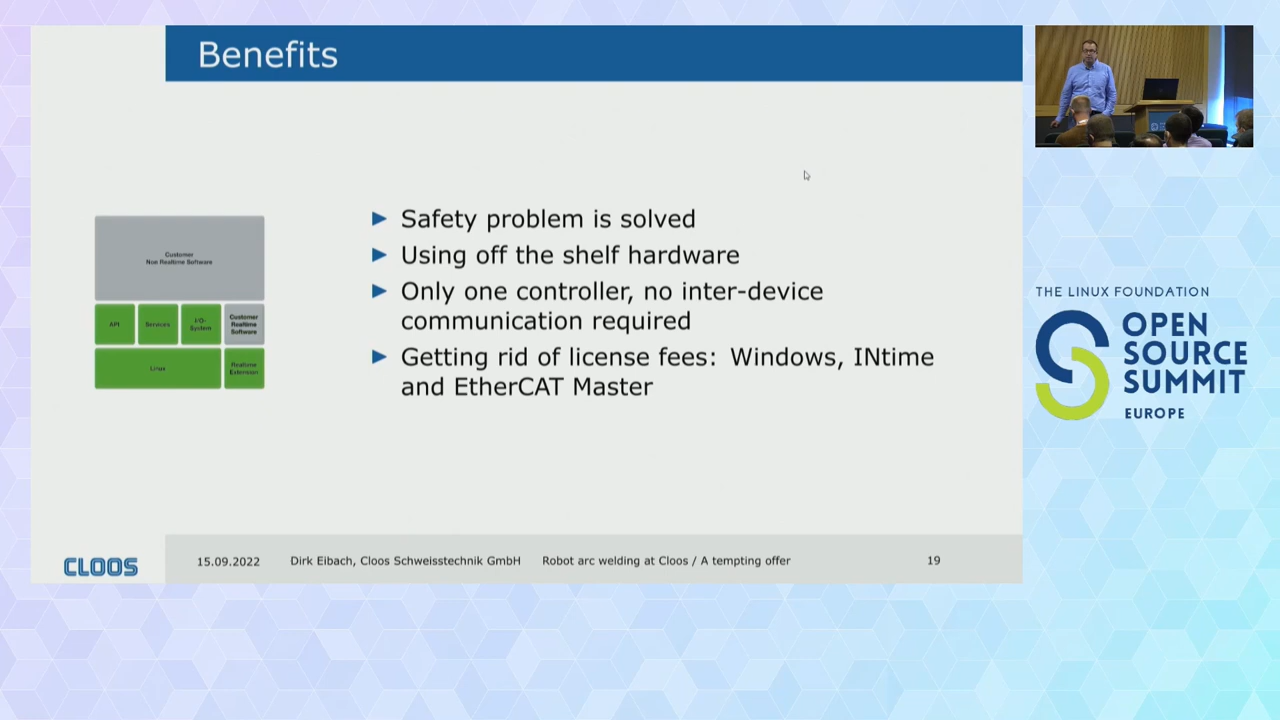 Benefits
Customer
Non Realtime Software
API
Services
I/O-
System
Customer
Realtime
Software
Linux
Realtime
Extension
Safety problem is solved
Using off the shelf hardware
Only one controller, no inter-device
communication required
Getting rid of license fees: Windows, INtime
and EtherCAT Master
CLOOS
15.09.2022
Dirk Eibach, Cloos Schweisstechnik GmbH
Robot arc welding at Cloos / A tempting offer
19
THE LINUX FOUNDATION
OPEN
SOURCE
SUMMIT
EUROPE